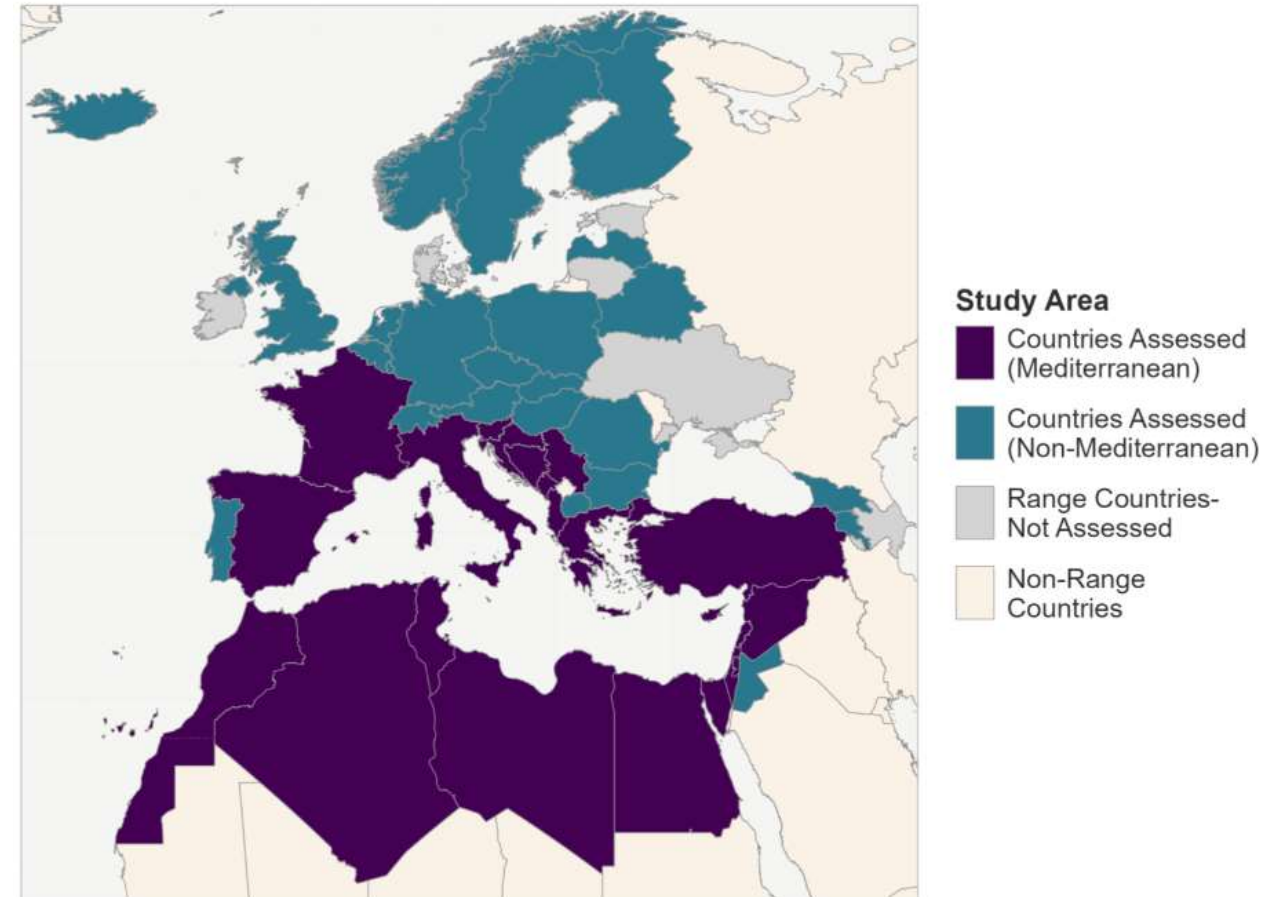 Study Area
Countries Assessed
(Mediterranean)
Countries Assessed
(Non-Mediterranean)
Range Countries-
Not Assessed
Non-Range
Countries